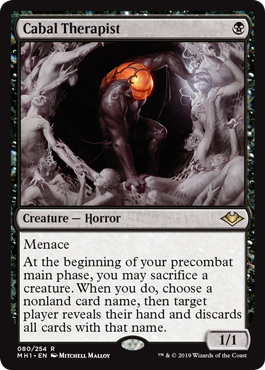 Cabal Therapist
Creature — Horror
Menace
At the beginning of your precombat
main phase, you may sacrifice a
creature. When you do, choose a
nonland card name, then target
player reveals their hand and discards
all cards with that name.
1/1
080/254 R
MH1 • EN Mitchell Malloy
™ & © 2019 Wizards of the Coast